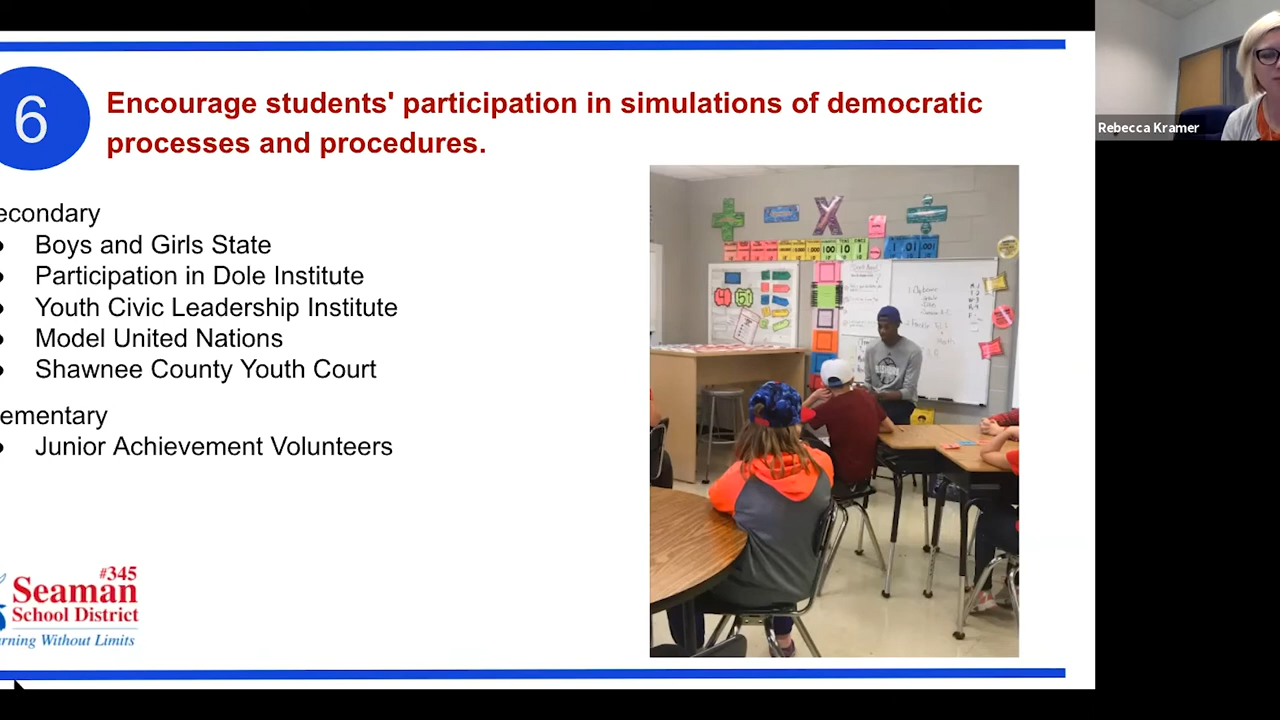 6
Encourage students' participation in simulations of democratic
processes and procedures.
Rebecca Kramer
econdary
Boys and Girls State
Participation in Dole Institute
Youth Civic Leadership Institute
Model United Nations
Shawnee County Youth Court
ementary
Junior Achievement Volunteers
#345
Seaman
School District
rning Without Limits